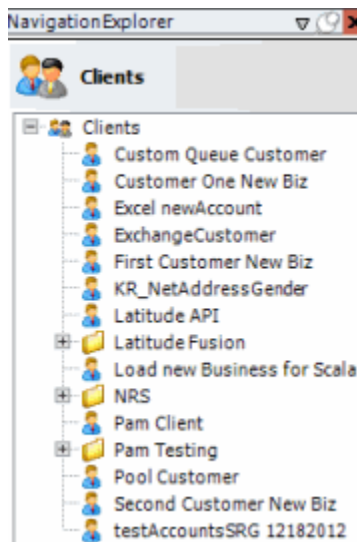 NavigationExplorer
Clients
Clients
Custom Queue Customer
Customer One New Biz
Excel newAccount
ExchangeCustomer
First Customer New Biz
KR_NetAddressGender
Latitude API
Latitude Fusion
Load new Business for Scala
NRS
Pam Client
Pam Testing
Pool Customer
Second Customer New Biz
testAccountsSRG 12182012